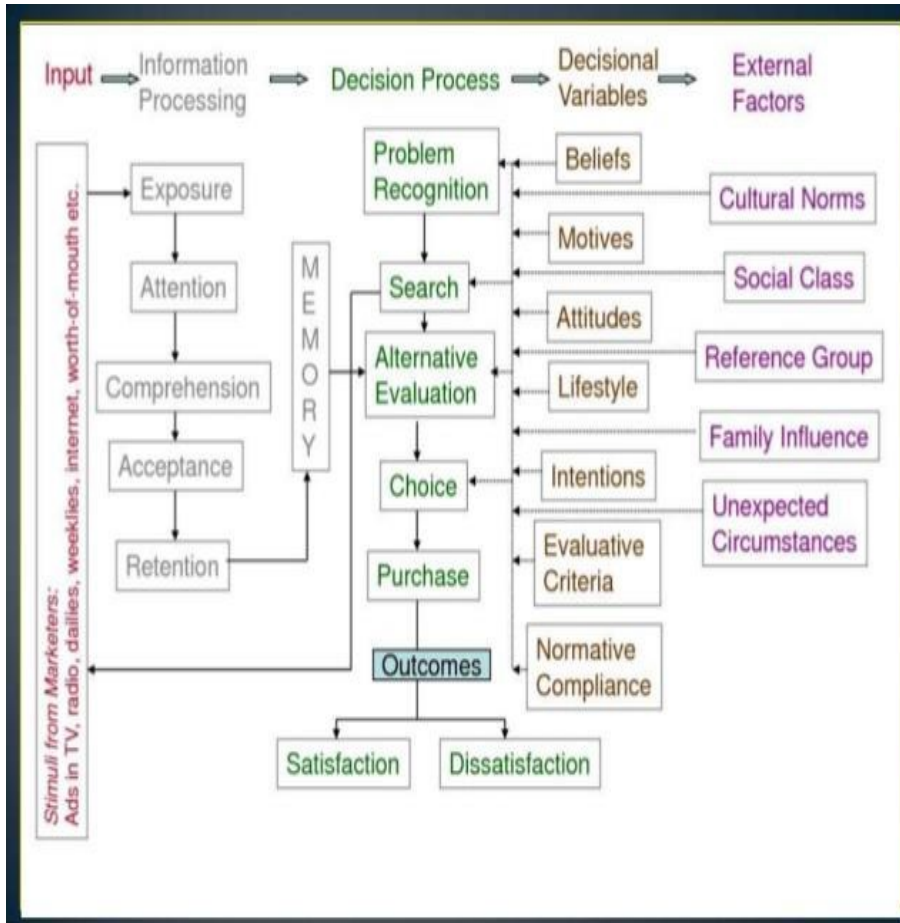 Input
Information
Processing
Decision Process
Decisional
Variables
External
Factors
Stimuli from Marketers:
Ads in TV, radio, dailies, weeklies, internet, worth-of-mouth etc.
Exposure
Attention
Comprehension
Acceptance
Retention
MEMORY
Problem
Recognition
Search
Alternative
Evaluation
Choice
Purchase
Outcomes
Satisfaction
Dissatisfaction
Beliefs
Motives
Attitudes
Lifestyle
Intentions
Evaluative
Criteria
Normative
Compliance
Cultural Norms
Social Class
Reference Group
Family Influence
Unexpected
Circumstances